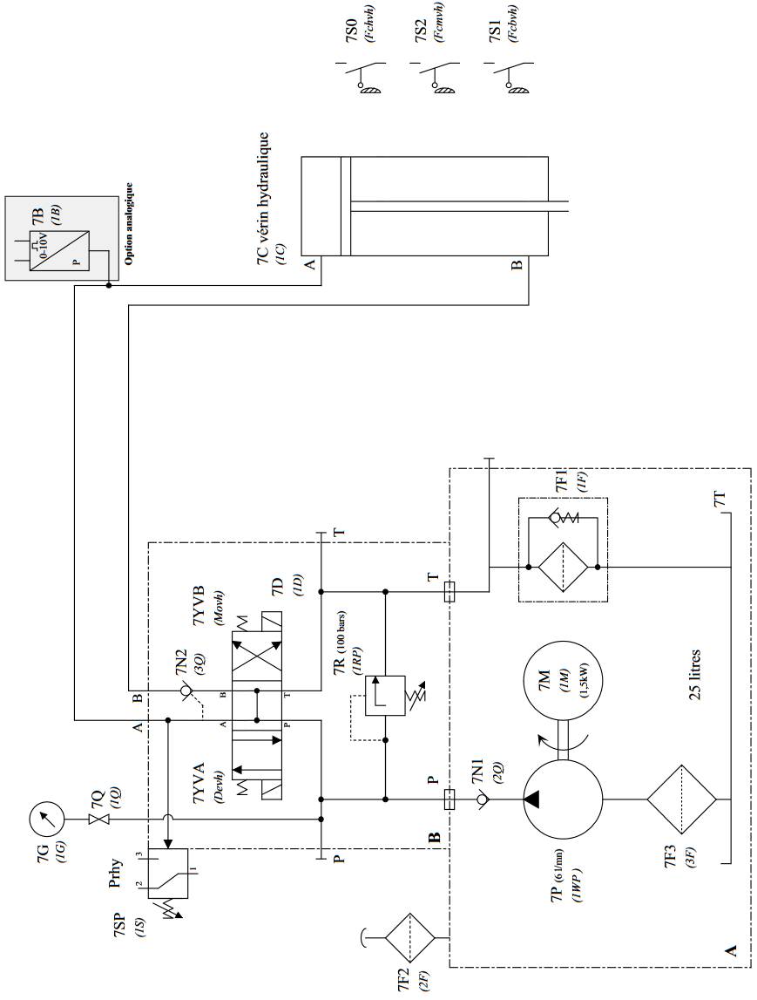 7S0
(Fchvh)
7S2
(Fcmvh)
7S1
(Fcbvh)
7B
(1B)
0-10V
P
Option analogique
7C vérin hydraulique
(1C)
A
B
7G
(1G)
7Q
(1Q)
Prhy
3
2
1
7SP
(1S)
A
B
7N2
(3Q)
7YVA
(Devh)
7YVB
(Movh)
7D
(1D)
A
B
P
T
P
T
7R (100 bars)
(1RP)
B
P
T
7F2
(2F)
7N1
(2Q)
7P (6 l/mn)
(1WP)
7M
(1M)
(1,5kW)
7F1
(1F)
7F3
(3F)
25 litres
7T
A